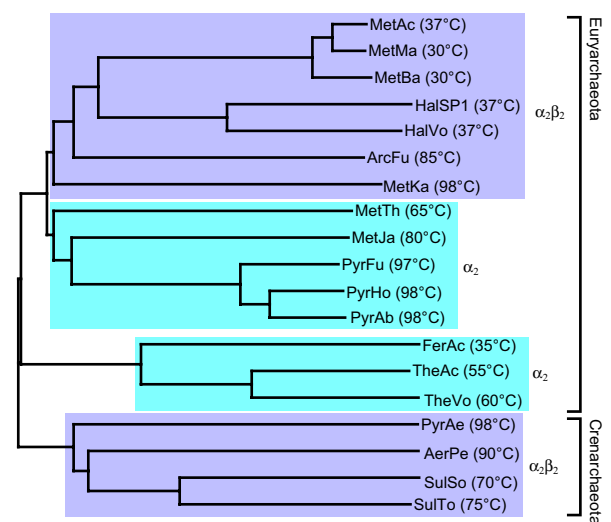 MetAc (37°C)
MetMa (30°C)
MetBa (30°C)
HalSP1 (37°C)
HalVo (37°C)
ArcFu (85°C)
MetKa (98°C)
α₂β₂
MetTh (65°C)
MetJa (80°C)
PyrFu (97°C)
PyrHo (98°C)
PyrAb (98°C)
α₂
FerAc (35°C)
TheAc (55°C)
TheVo (60°C)
α₂
Euryarchaeota
PyrAe (98°C)
AerPe (90°C)
SulSo (70°C)
SulTo (75°C)
α₂β₂
Crenarchaeota